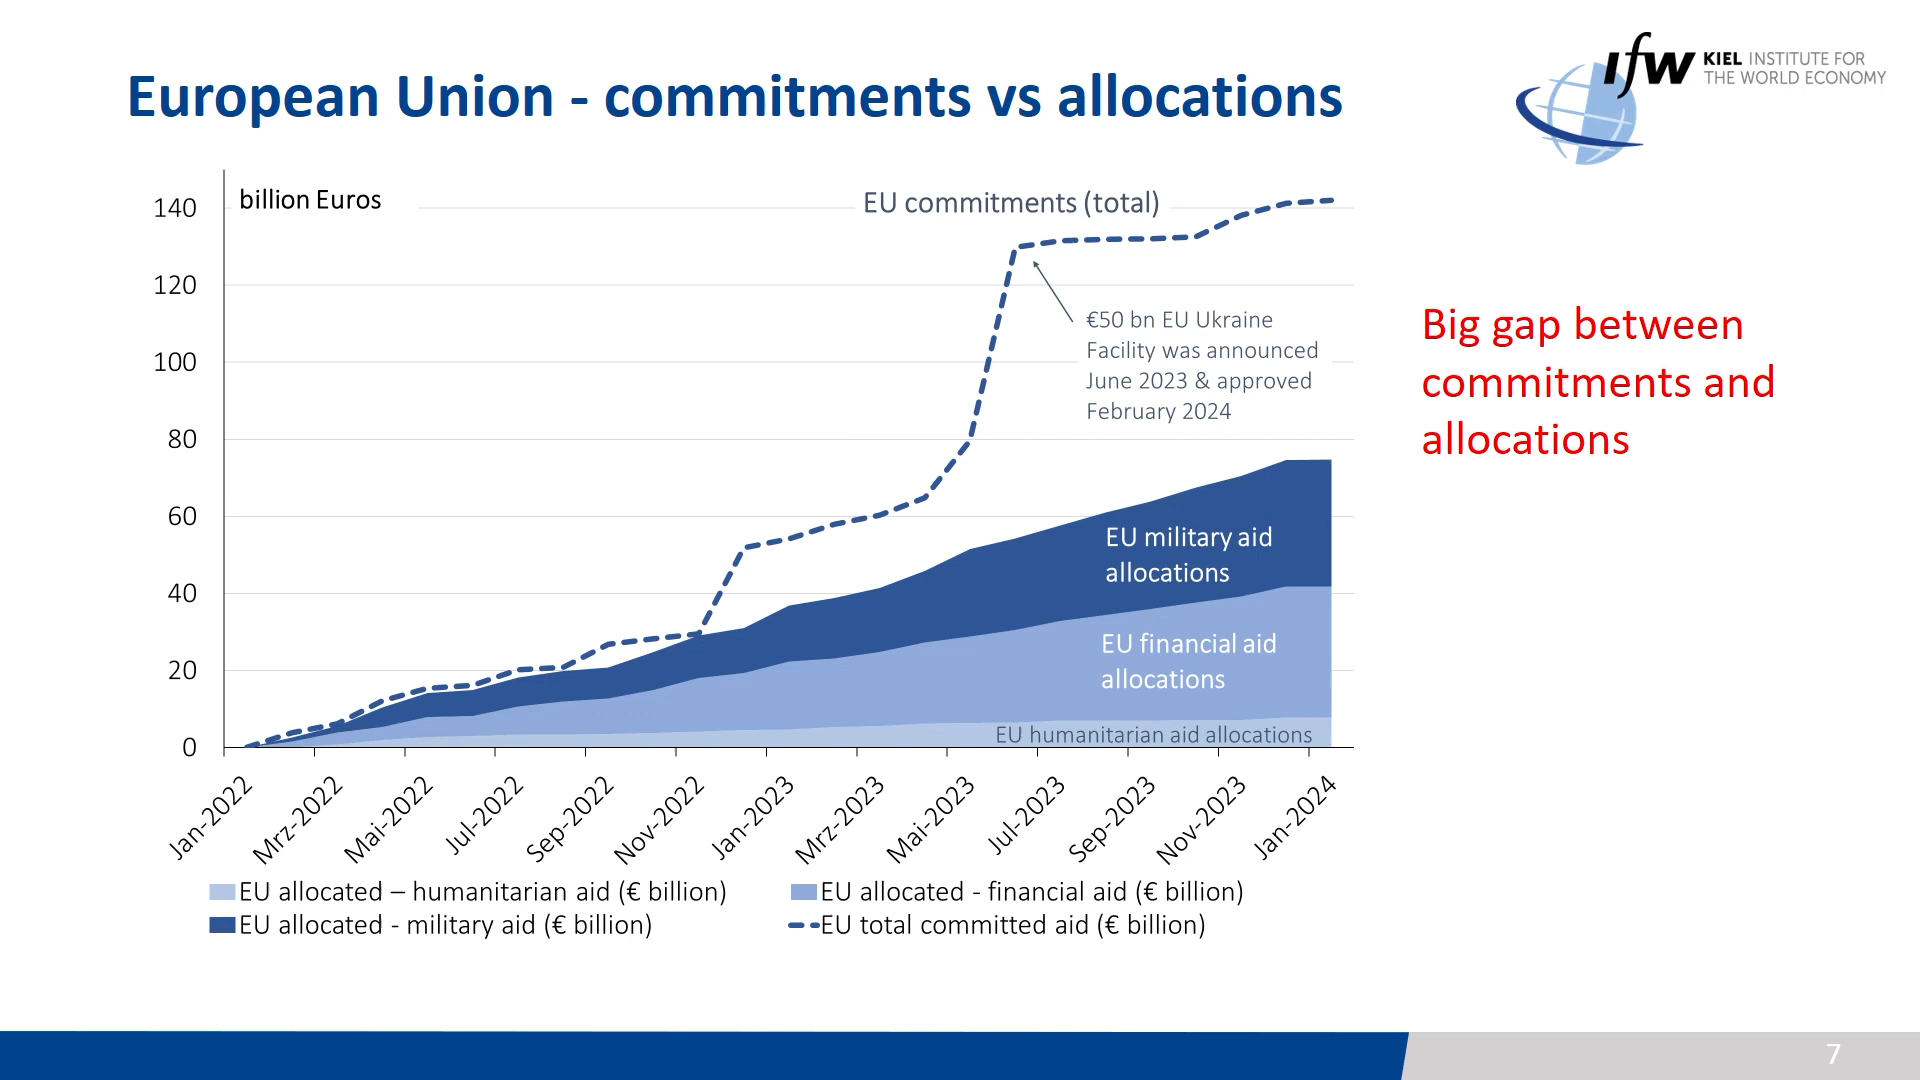 European Union - commitments vs allocations
ifw KIEL INSTITUTE FOR
THE WORLD ECONOMY
billion Euros
EU commitments (total)
140
120
100
80
60
40
20
0
€50 bn EU Ukraine
Facility was announced
June 2023 & approved
February 2024
Big gap between
commitments and
allocations
EU military aid
allocations
EU financial aid
allocations
EU humanitarian aid allocations
Jan-2022
Mrz-2022
Mai-2022
Jul-2022
Sep-2022
Nov-2022
Jan-2023
Mrz-2023
Mai-2023
Jul-2023
Sep-2023
Nov-2023
Jan-2024
EU allocated – humanitarian aid (€ billion)
EU allocated - financial aid (€ billion)
EU allocated - military aid (€ billion)
EU total committed aid (€ billion)
7